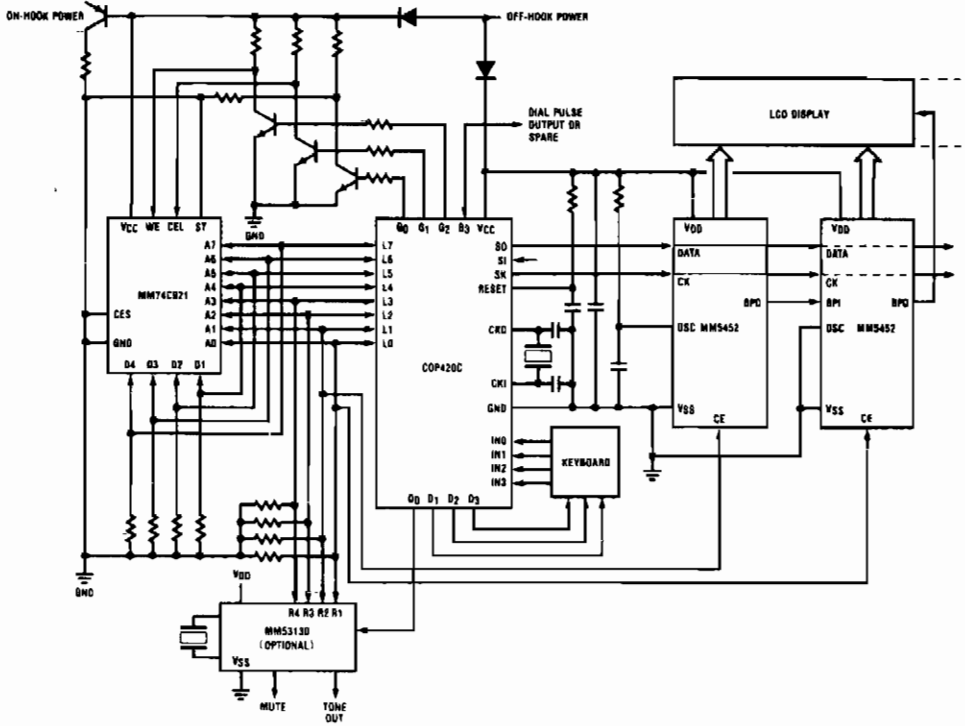 ON-HOOK POWER
OFF-HOOK POWER
DIAL PULSE
OUTPUT OR
SPARE
LCD DISPLAY
GND
VCC WE CEL ST
A7
A6
A5
A4
A3
A2
A1
A0
MM74C921
CES
GND
D4 D3 D2 D1
G0 G1 G2 G3 VCC
L7
L6
L5
L4
L3
L2
L1
L0
COP420C
SO
SI
SK
RESET
CKO
CKI
GND
IN0
IN1
IN2
IN3
D0 D1 D2 D3
KEYBOARD
VDD
DATA
CK
BPO
OSC MM5452
VSS
CE
VDD
DATA
CK
BPI
BPO
OSC MM5452
VSS
CE
GND
VDD
R4 R3 R2 R1
MM53130
(OPTIONAL)
VSS
MUTE
TONE
OUT